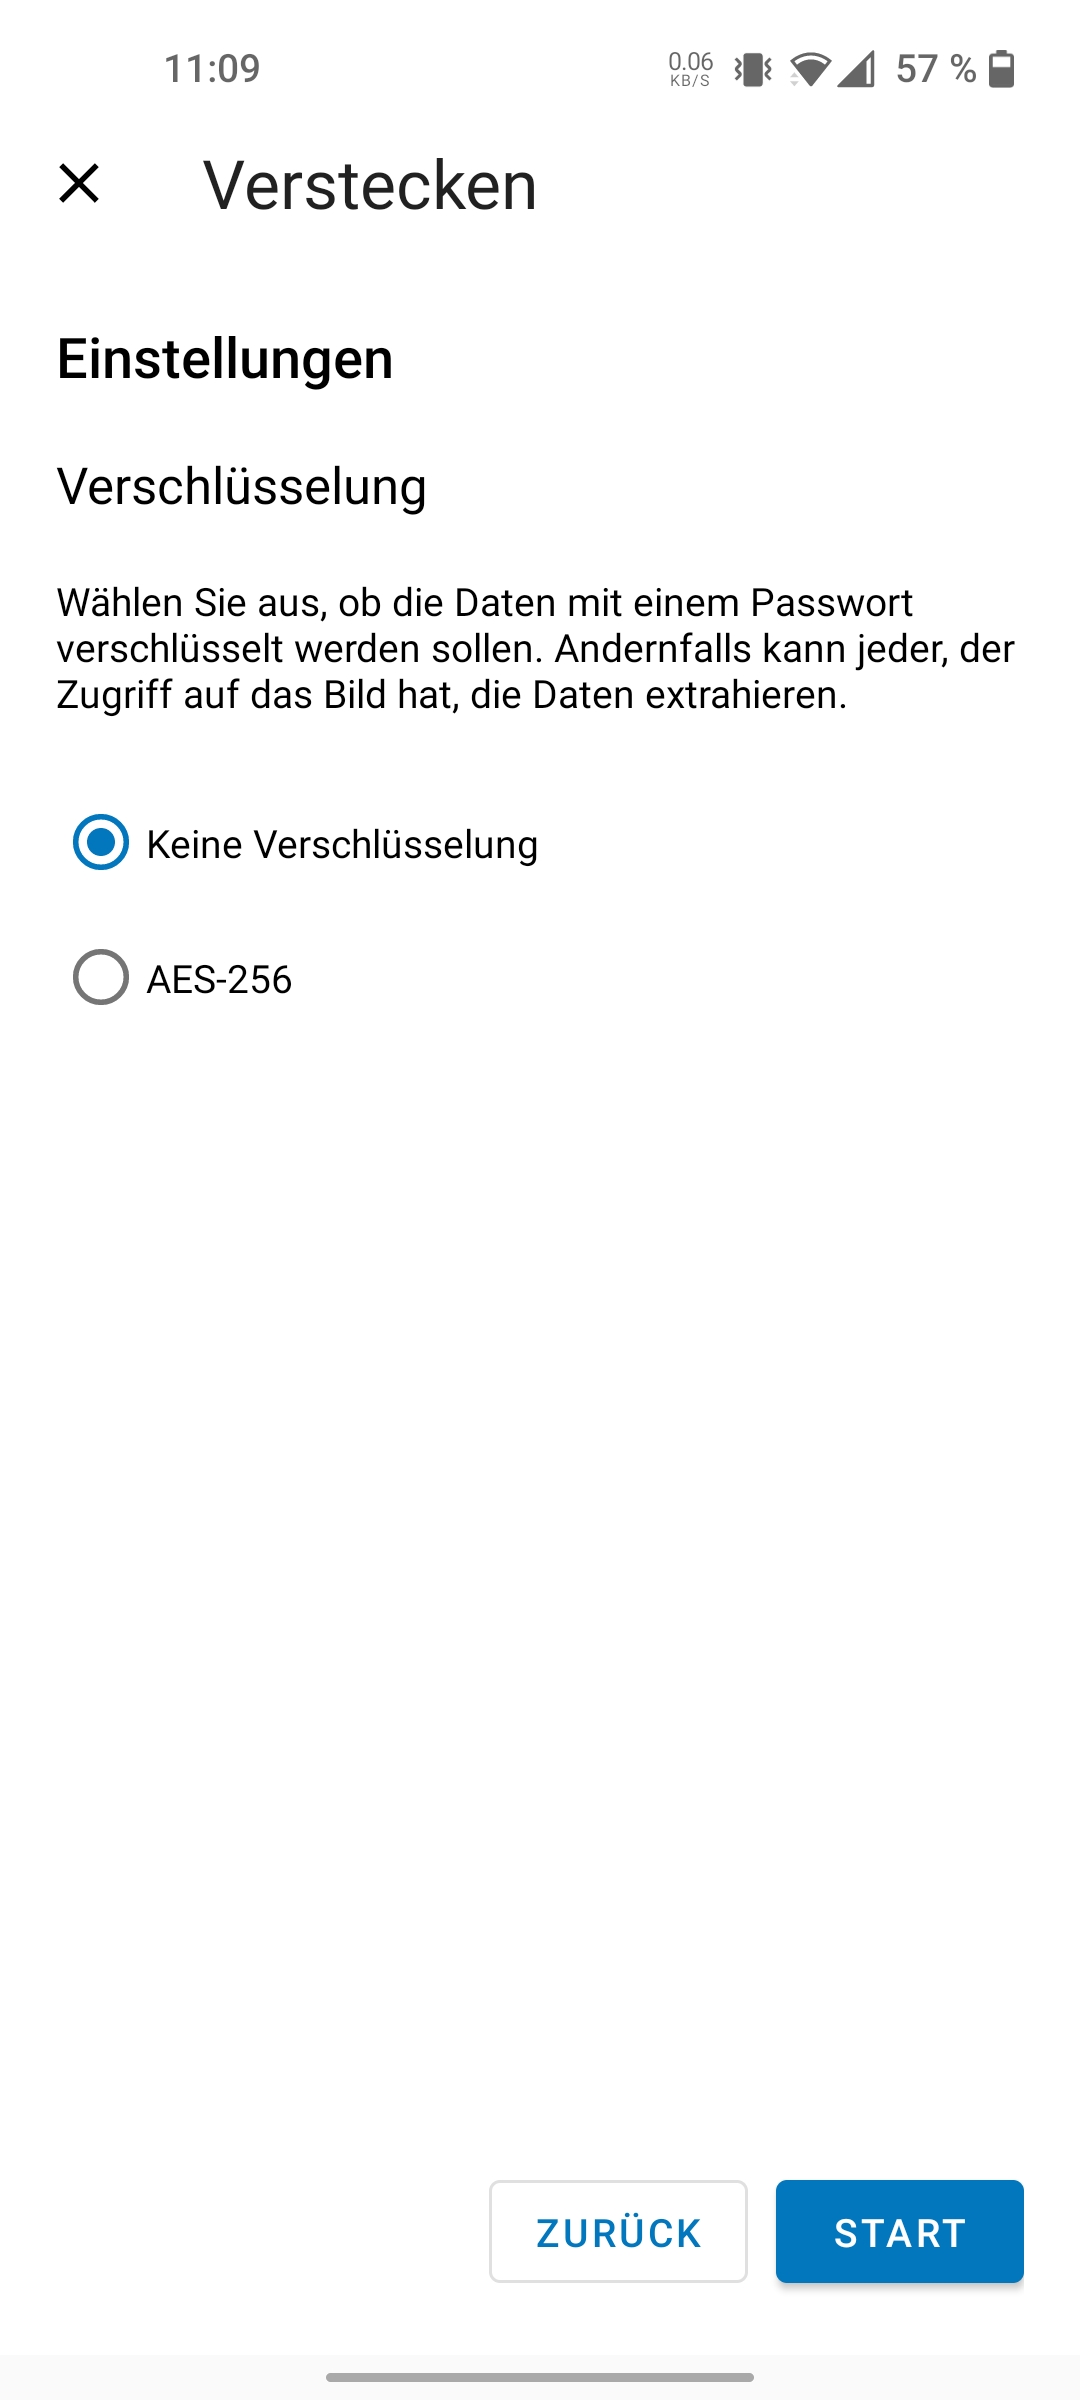 11:09
0.06
KB/S
57 %
Verstecken
Einstellungen
Verschlüsselung
Wählen Sie aus, ob die Daten mit einem Passwort
verschlüsselt werden sollen. Andernfalls kann jeder, der
Zugriff auf das Bild hat, die Daten extrahieren.
Keine Verschlüsselung
AES-256
ZURÜCK
START